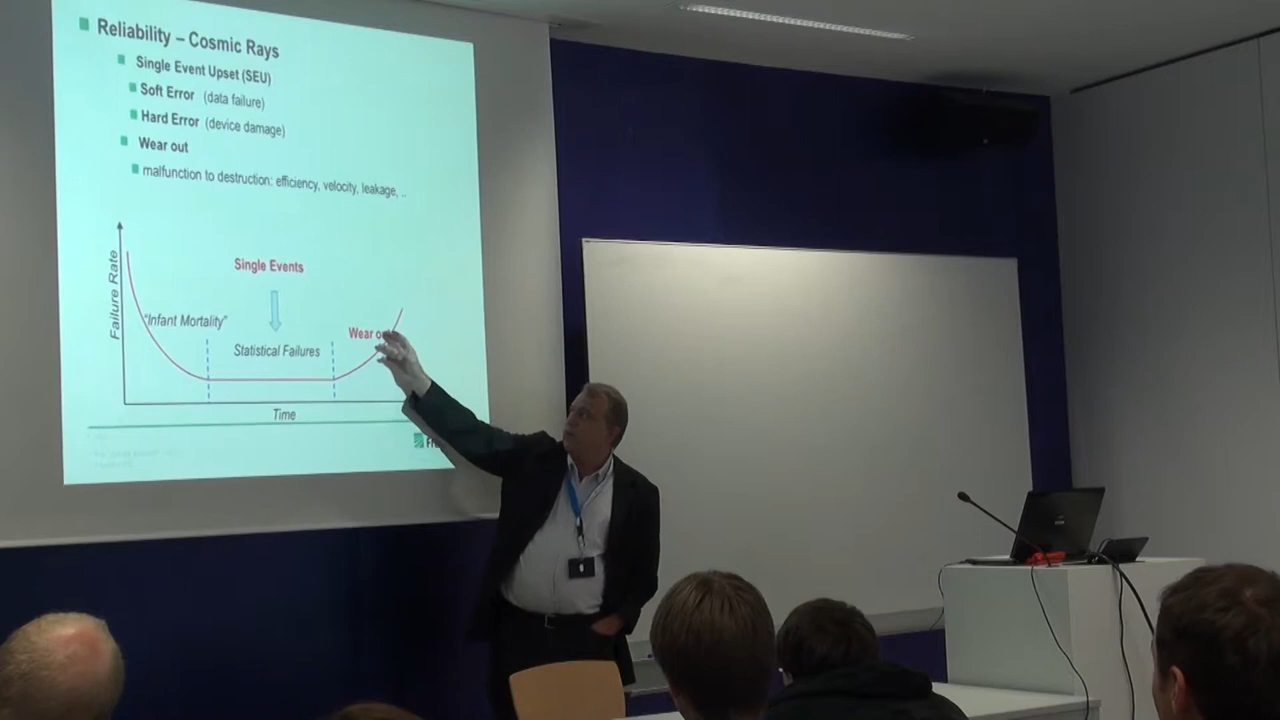 Reliability – Cosmic Rays
Single Event Upset (SEU)
Soft Error (data failure)
Hard Error (device damage)
Wear out
malfunction to destruction: efficiency, velocity, leakage, ..
Failure Rate
Single Events
"Infant Mortality"
Wear
Statistical Failures
Time